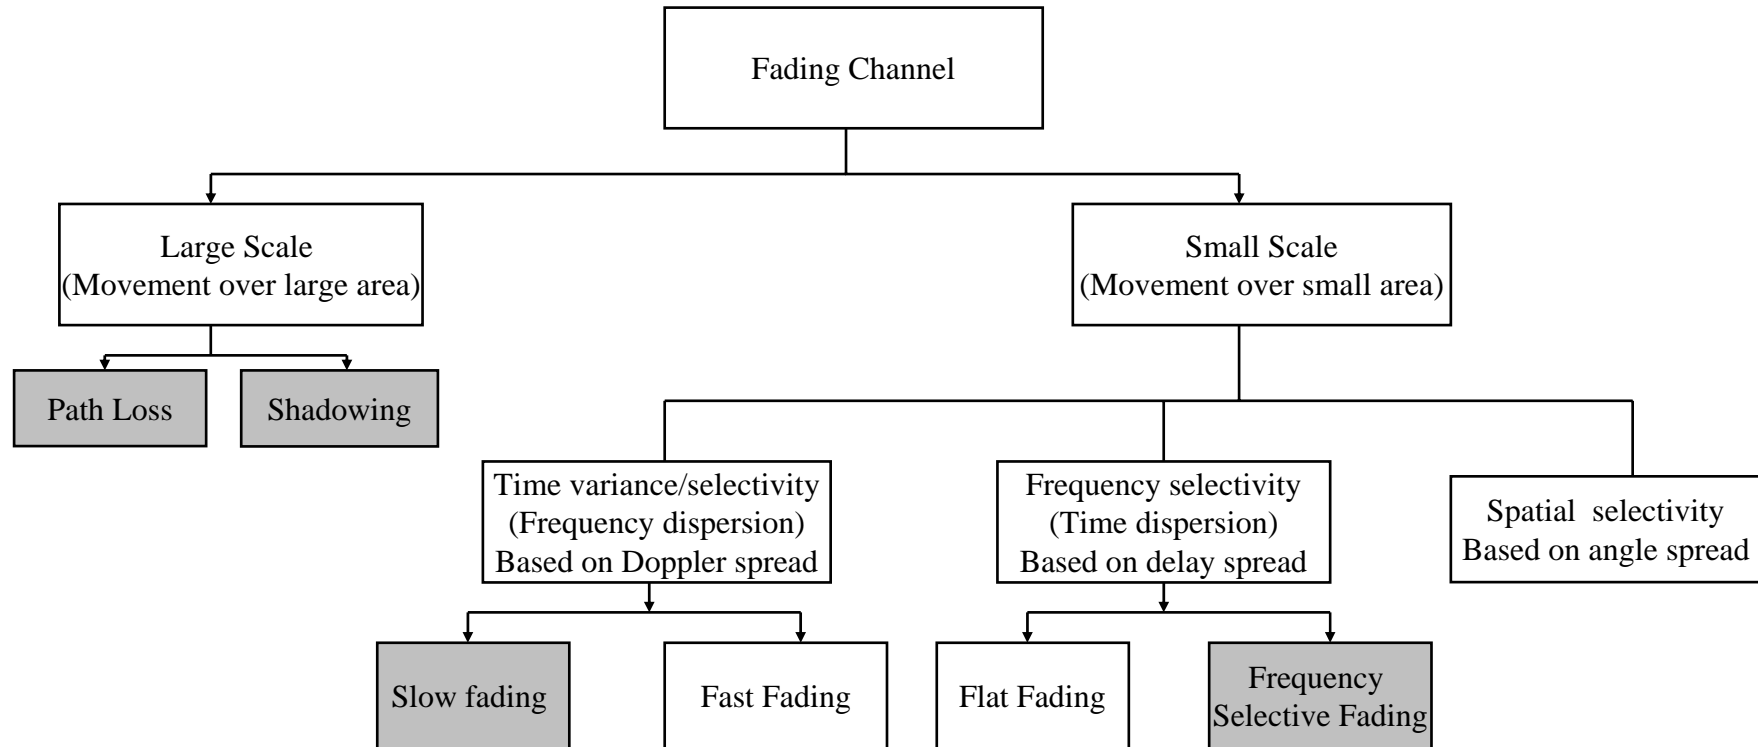 Fading Channel
Large Scale
(Movement over large area)
Small Scale
(Movement over small area)
Path Loss
Shadowing
Time variance/selectivity
(Frequency dispersion)
Based on Doppler spread
Frequency selectivity
(Time dispersion)
Based on delay spread
Spatial selectivity
Based on angle spread
Slow fading
Fast Fading
Flat Fading
Frequency
Selective Fading